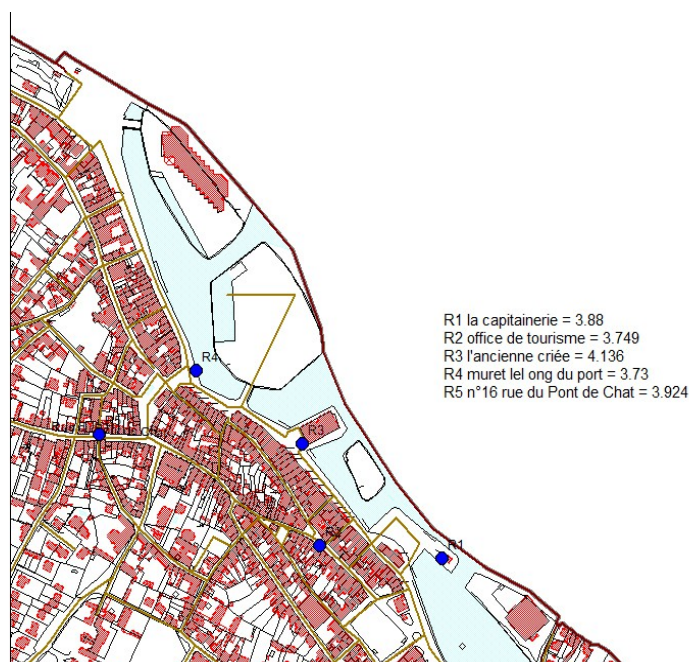 R4
R3
R1
R1 la capitainerie = 3.88
R2 office de tourisme = 3.749
R3 l'ancienne criée = 4.136
R4 muret lel ong du port = 3.73
R5 n°16 rue du Pont de Chat = 3.924